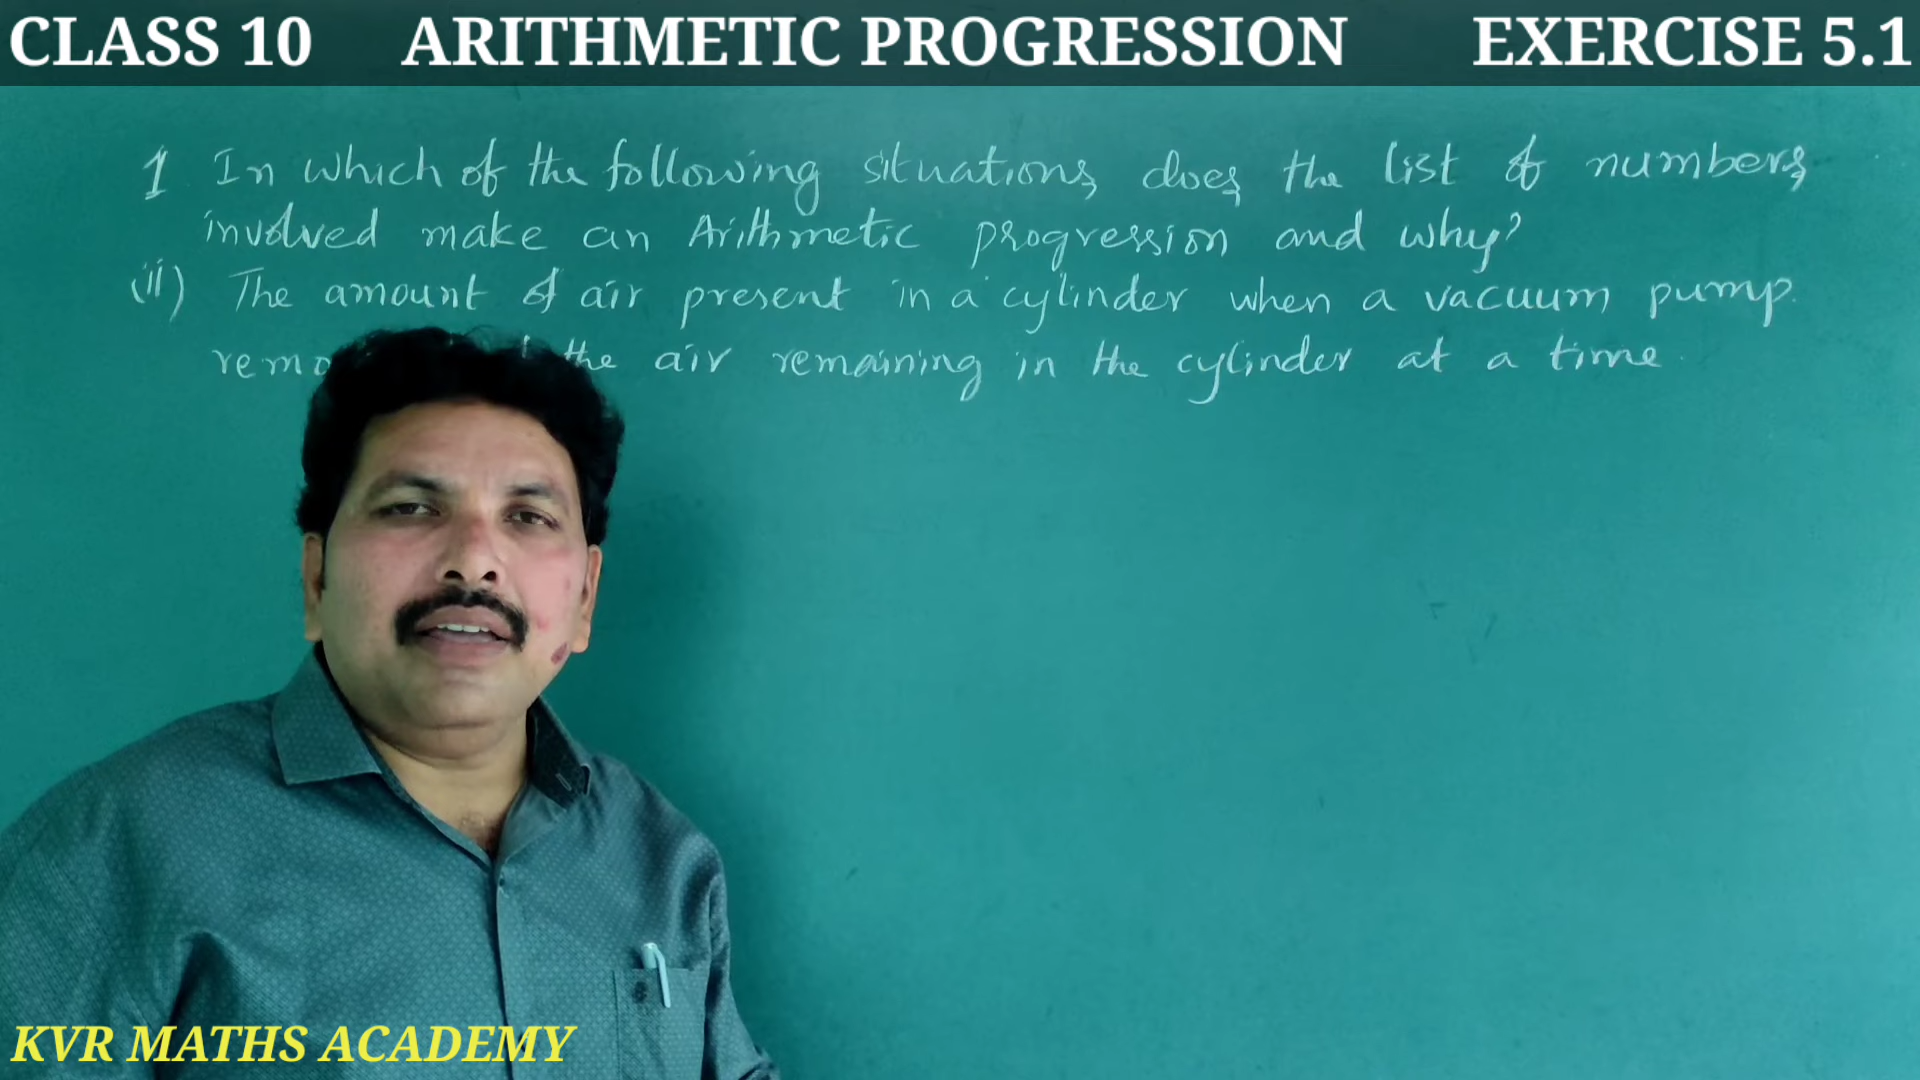 CLASS 10 ARITHMETIC PROGRESSION EXERCISE 5.1
1 In which of the following situations does the list of numbers
involved make an Arithmetic progression and why?
(ii) The amount of air present in a cylinder when a vacuum pump
the air remaining in the cylinder at a time.
KVR MATHS ACADEMY